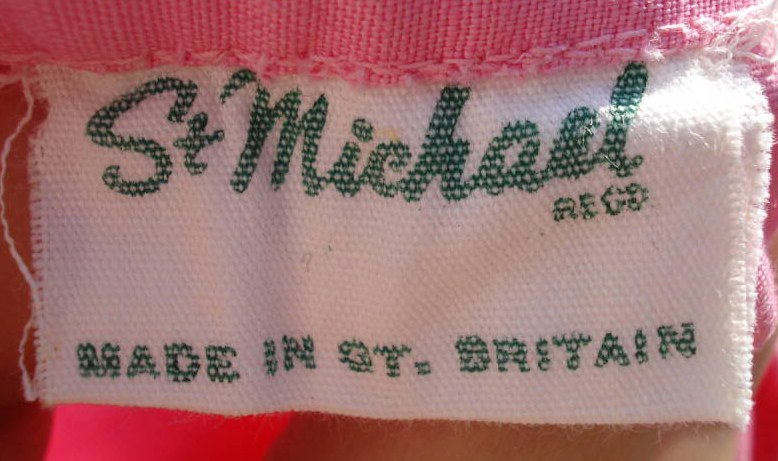 St Michael
REGD
MADE IN GT. BRITAIN